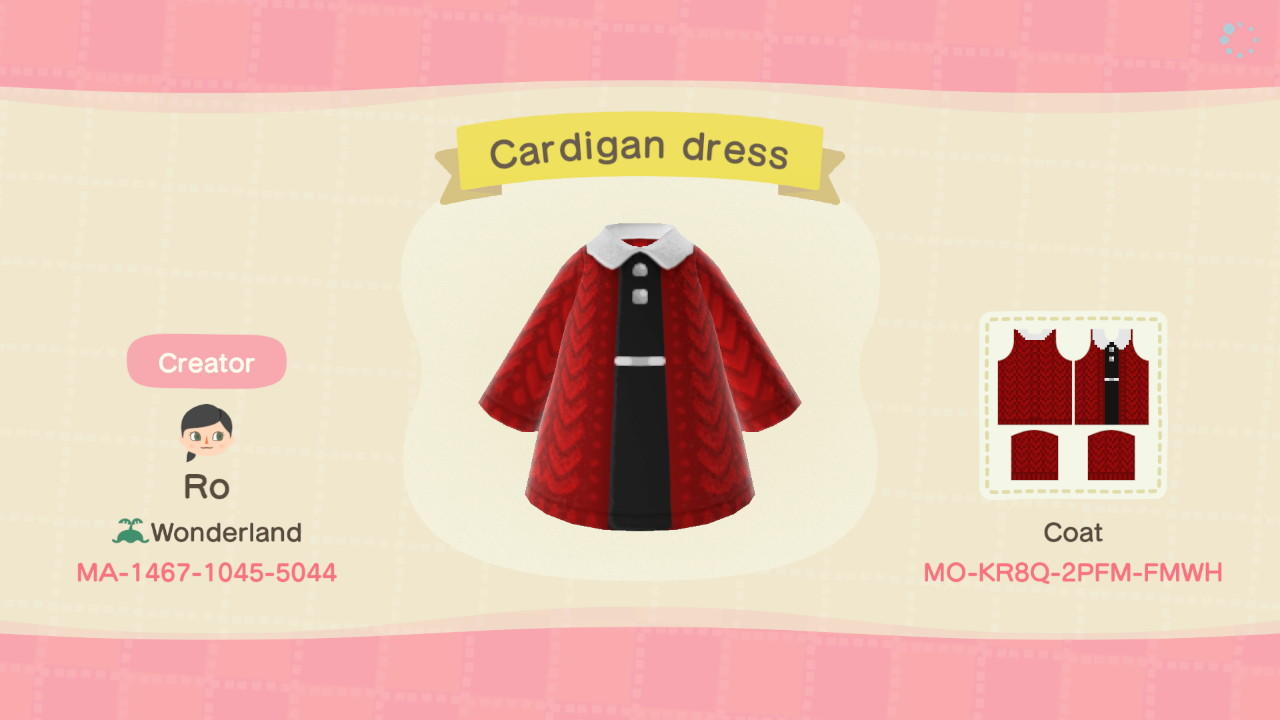 Cardigan dress
Creator
Ro
Wonderland
MA-1467-1045-5044
Coat
MO-KR8Q-2PFM-FMWH